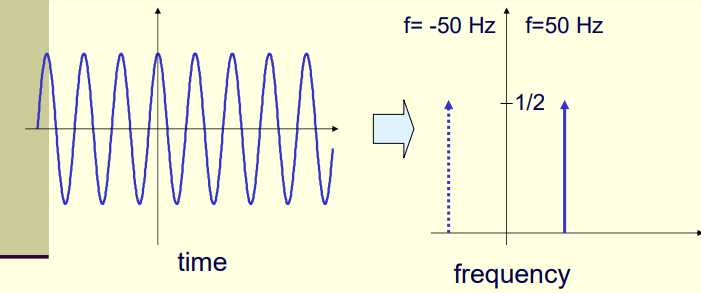 f= -50 Hz f=50 Hz
1/2
time
frequency